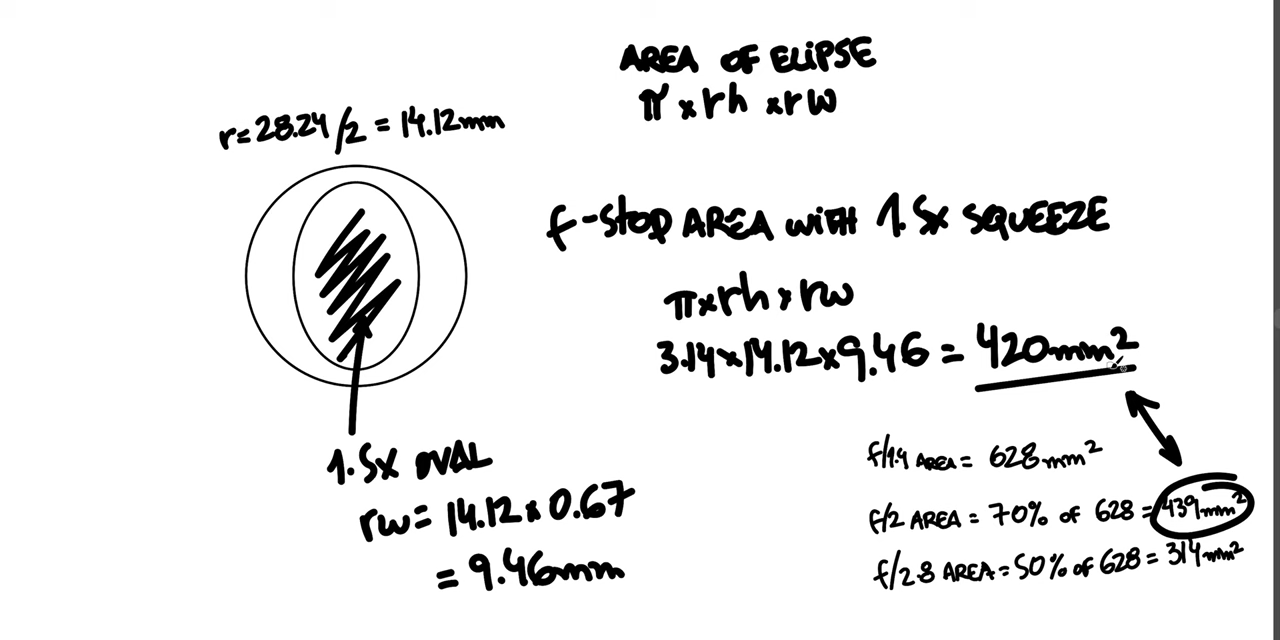 AREA OF ELIPSE
π x rh x rw
r=28.24/2 = 14.12mm
f-STOP AREA WITH 1.5x SQUEEZE
π x rh x rw
3.14 x 14.12 x 9.46 = 420mm²
1.5x OVAL
rw = 14.12 x 0.67
= 9.46mm
f/1.4 AREA = 628mm²
f/2 AREA = 70% OF 628 = 439mm²
f/2.8 AREA = 50% OF 628 = 314mm²